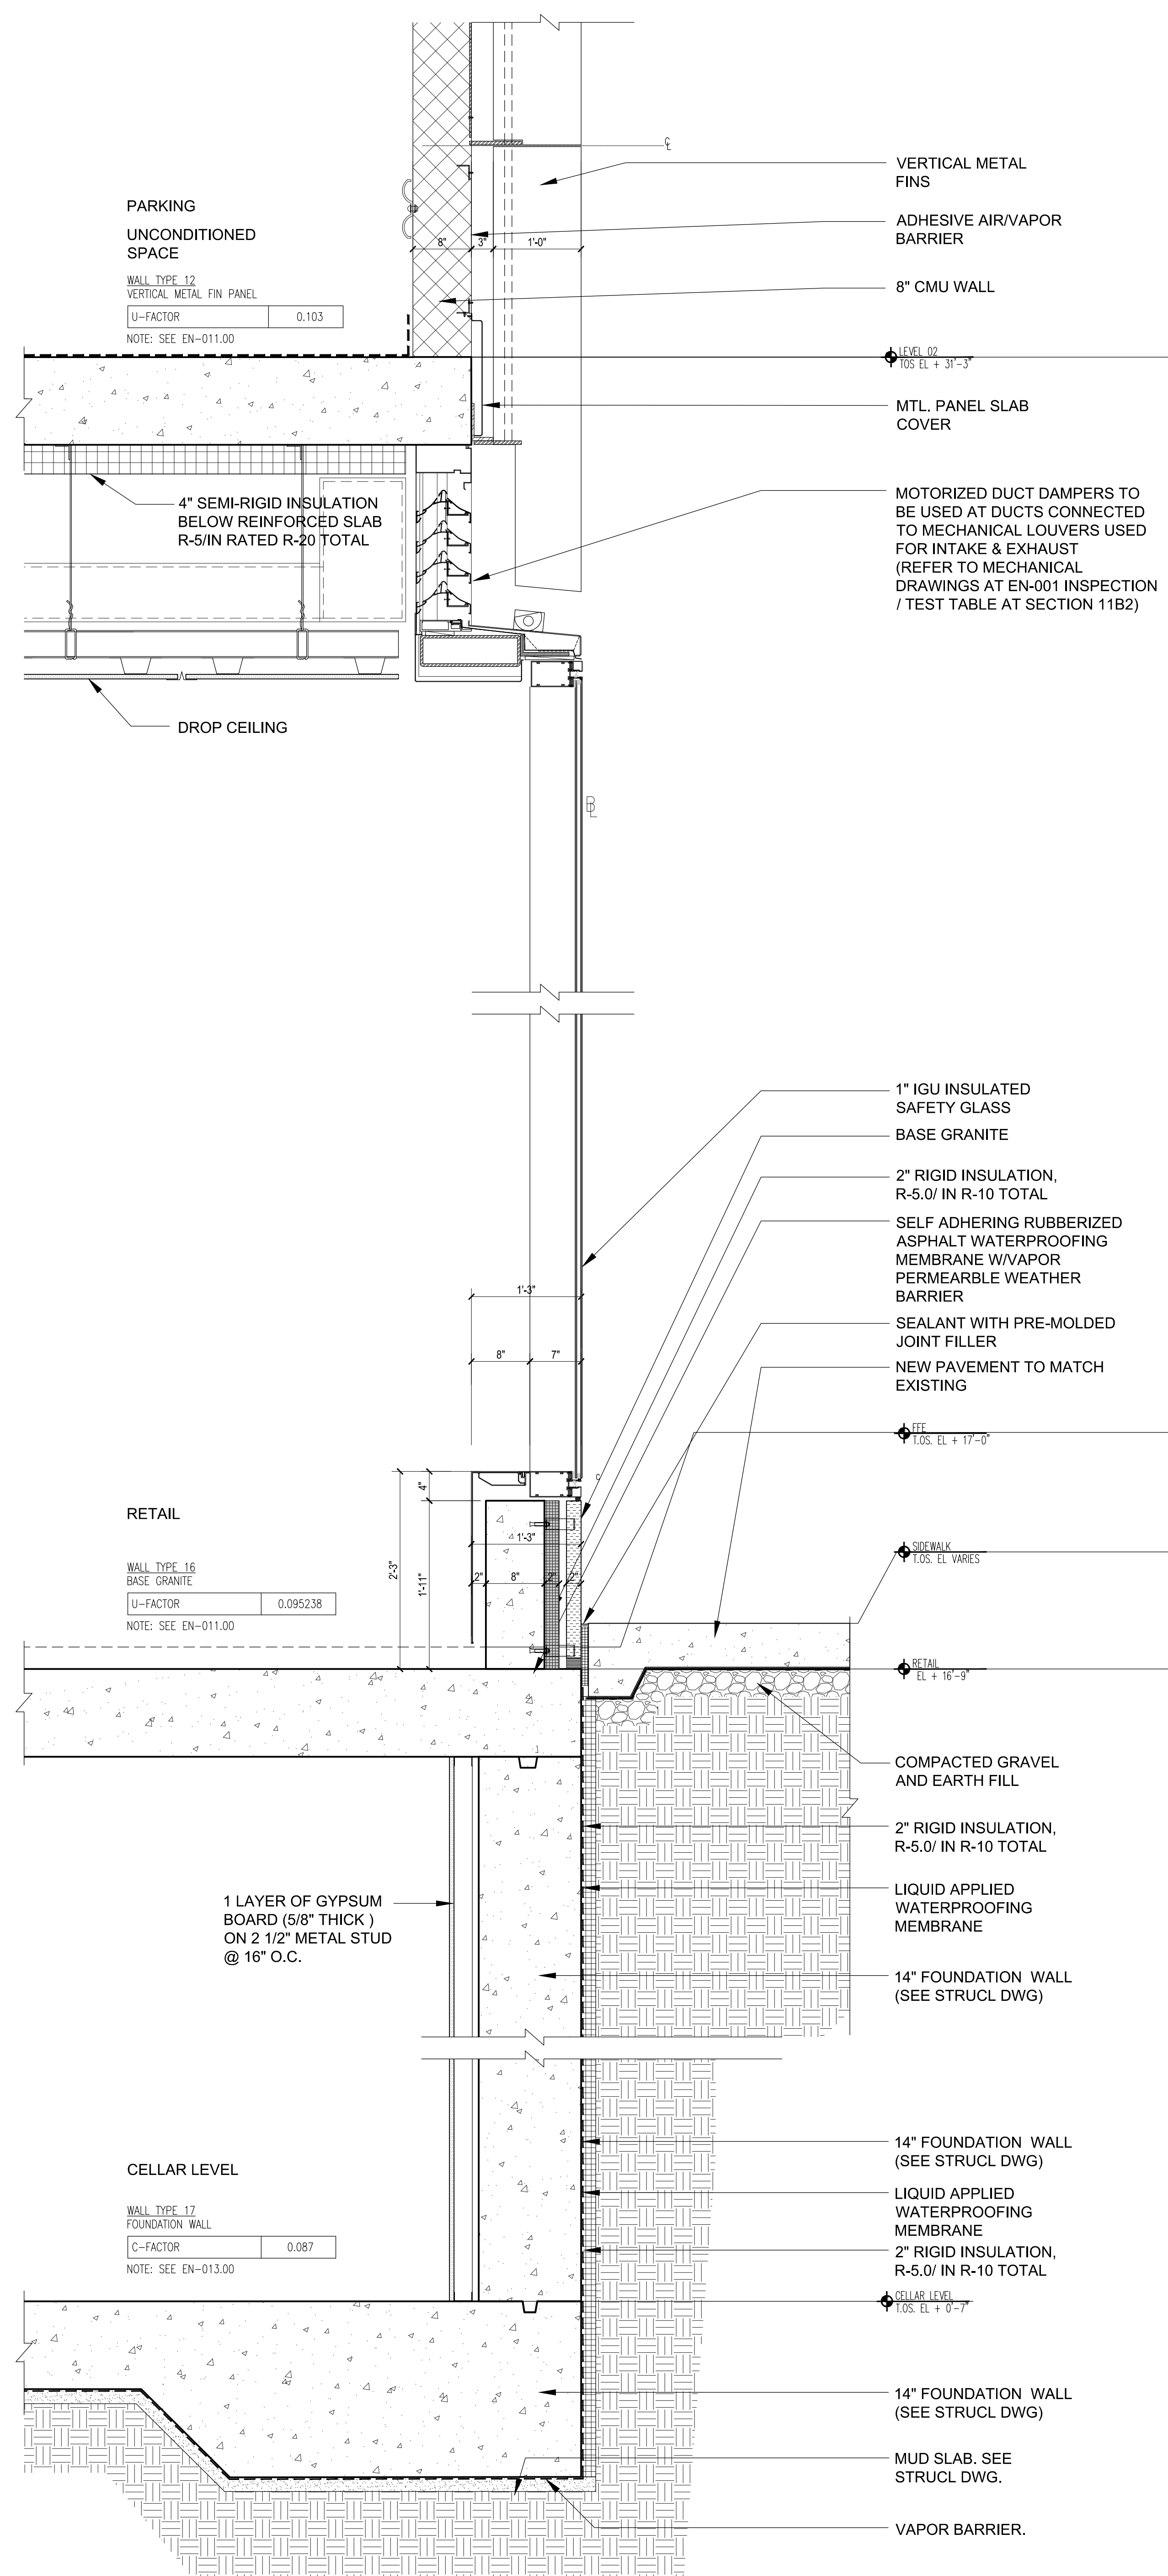 PARKING
UNCONDITIONED
SPACE
WALL TYPE 12
VERTICAL METAL FIN PANEL
U-FACTOR 0.103
NOTE: SEE EN-011.00
8" 3" 1'-0"
VERTICAL METAL
FINS
ADHESIVE AIR/VAPOR
BARRIER
8" CMU WALL
LEVEL 02
TOS EL + 31'-3"
MTL. PANEL SLAB
COVER
4" SEMI-RIGID INSULATION
BELOW REINFORCED SLAB
R-5/IN RATED R-20 TOTAL
MOTORIZED DUCT DAMPERS TO
BE USED AT DUCTS CONNECTED
TO MECHANICAL LOUVERS USED
FOR INTAKE & EXHAUST
(REFER TO MECHANICAL
DRAWINGS AT EN-001 INSPECTION
/ TEST TABLE AT SECTION 11B2)
DROP CEILING
1" IGU INSULATED
SAFETY GLASS
BASE GRANITE
2" RIGID INSULATION,
R-5.0/ IN R-10 TOTAL
SELF ADHERING RUBBERIZED
ASPHALT WATERPROOFING
MEMBRANE W/VAPOR
PERMEARBLE WEATHER
BARRIER
SEALANT WITH PRE-MOLDED
JOINT FILLER
NEW PAVEMENT TO MATCH
EXISTING
1'-3"
8" 7"
FFE
T.OS. EL + 17'-0"
4"
2'-3"
1'-11"
1'-3"
2" 8" 2" 2"
RETAIL
WALL TYPE 16
BASE GRANITE
U-FACTOR 0.095238
NOTE: SEE EN-011.00
SIDEWALK
T.OS. EL VARIES
RETAIL
EL + 16'-9"
COMPACTED GRAVEL
AND EARTH FILL
2" RIGID INSULATION,
R-5.0/ IN R-10 TOTAL
LIQUID APPLIED
WATERPROOFING
MEMBRANE
1 LAYER OF GYPSUM
BOARD (5/8" THICK )
ON 2 1/2" METAL STUD
@ 16" O.C.
14" FOUNDATION WALL
(SEE STRUCL DWG)
14" FOUNDATION WALL
(SEE STRUCL DWG)
LIQUID APPLIED
WATERPROOFING
MEMBRANE
2" RIGID INSULATION,
R-5.0/ IN R-10 TOTAL
CELLAR LEVEL
WALL TYPE 17
FOUNDATION WALL
C-FACTOR 0.087
NOTE: SEE EN-013.00
CELLAR LEVEL
T.OS. EL + 0'-7"
14" FOUNDATION WALL
(SEE STRUCL DWG)
MUD SLAB. SEE
STRUCL DWG.
VAPOR BARRIER.